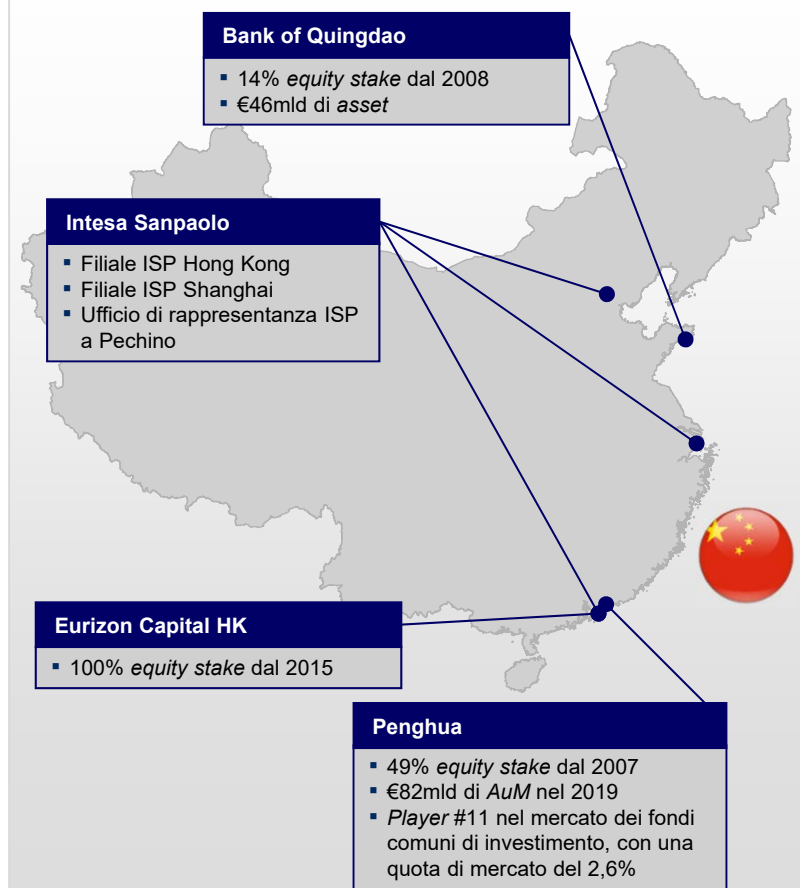 Bank of Quingdao
▪ 14% equity stake dal 2008
▪ €46mld di asset
Intesa Sanpaolo
▪ Filiale ISP Hong Kong
▪ Filiale ISP Shanghai
▪ Ufficio di rappresentanza ISP
a Pechino
Eurizon Capital HK
▪ 100% equity stake dal 2015
Penghua
▪ 49% equity stake dal 2007
▪ €82mld di AuM nel 2019
▪ Player #11 nel mercato dei fondi
comuni di investimento, con una
quota di mercato del 2,6%